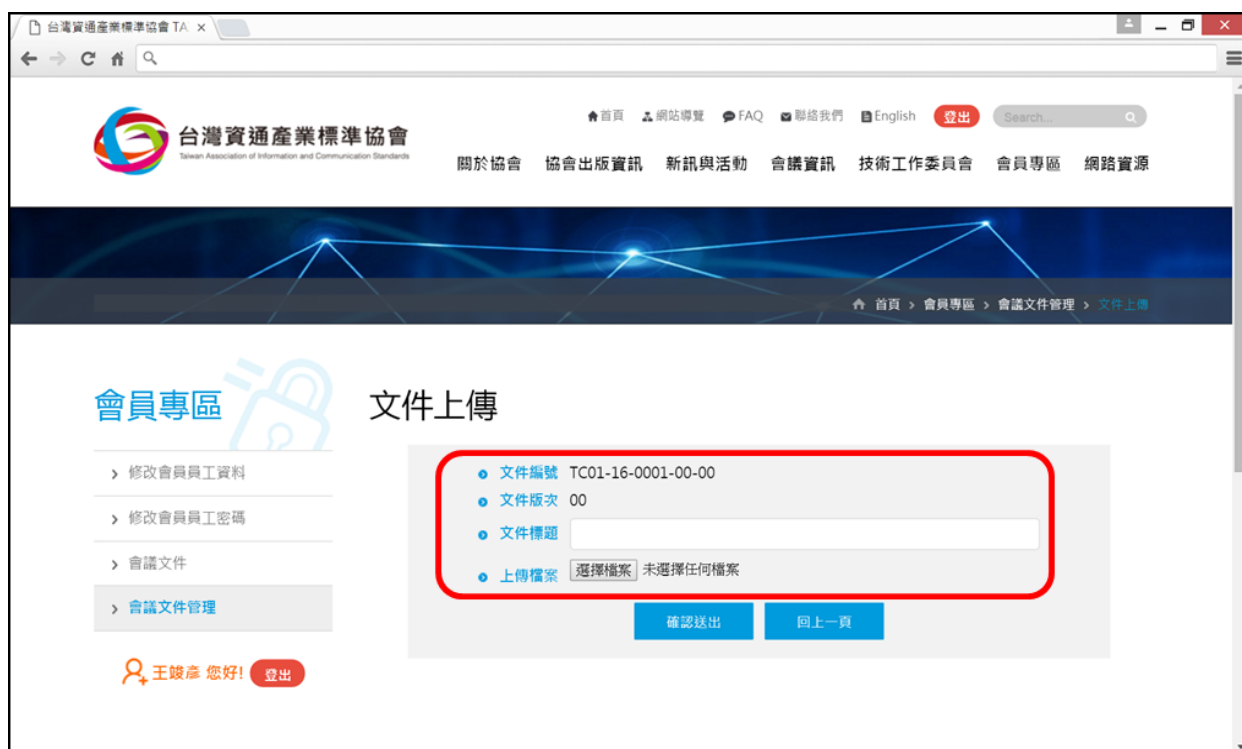 台灣資通產業標準協會 TA
首頁 網站導覽 FAQ 聯絡我們 English 登出 Search...
台灣資通產業標準協會
Taiwan Association of Information and Communication Standards
關於協會 協會出版資訊 新訊與活動 會議資訊 技術工作委員會 會員專區 網路資源
首頁 > 會員專區 > 會議文件管理 > 文件上傳
會員專區
修改會員員工資料
修改會員員工密碼
會議文件
會議文件管理
王竣彥 您好! 登出
文件上傳
文件編號 TC01-16-0001-00-00
文件版次 00
文件標題
上傳檔案 選擇檔案 未選擇任何檔案
確認送出 回上一頁